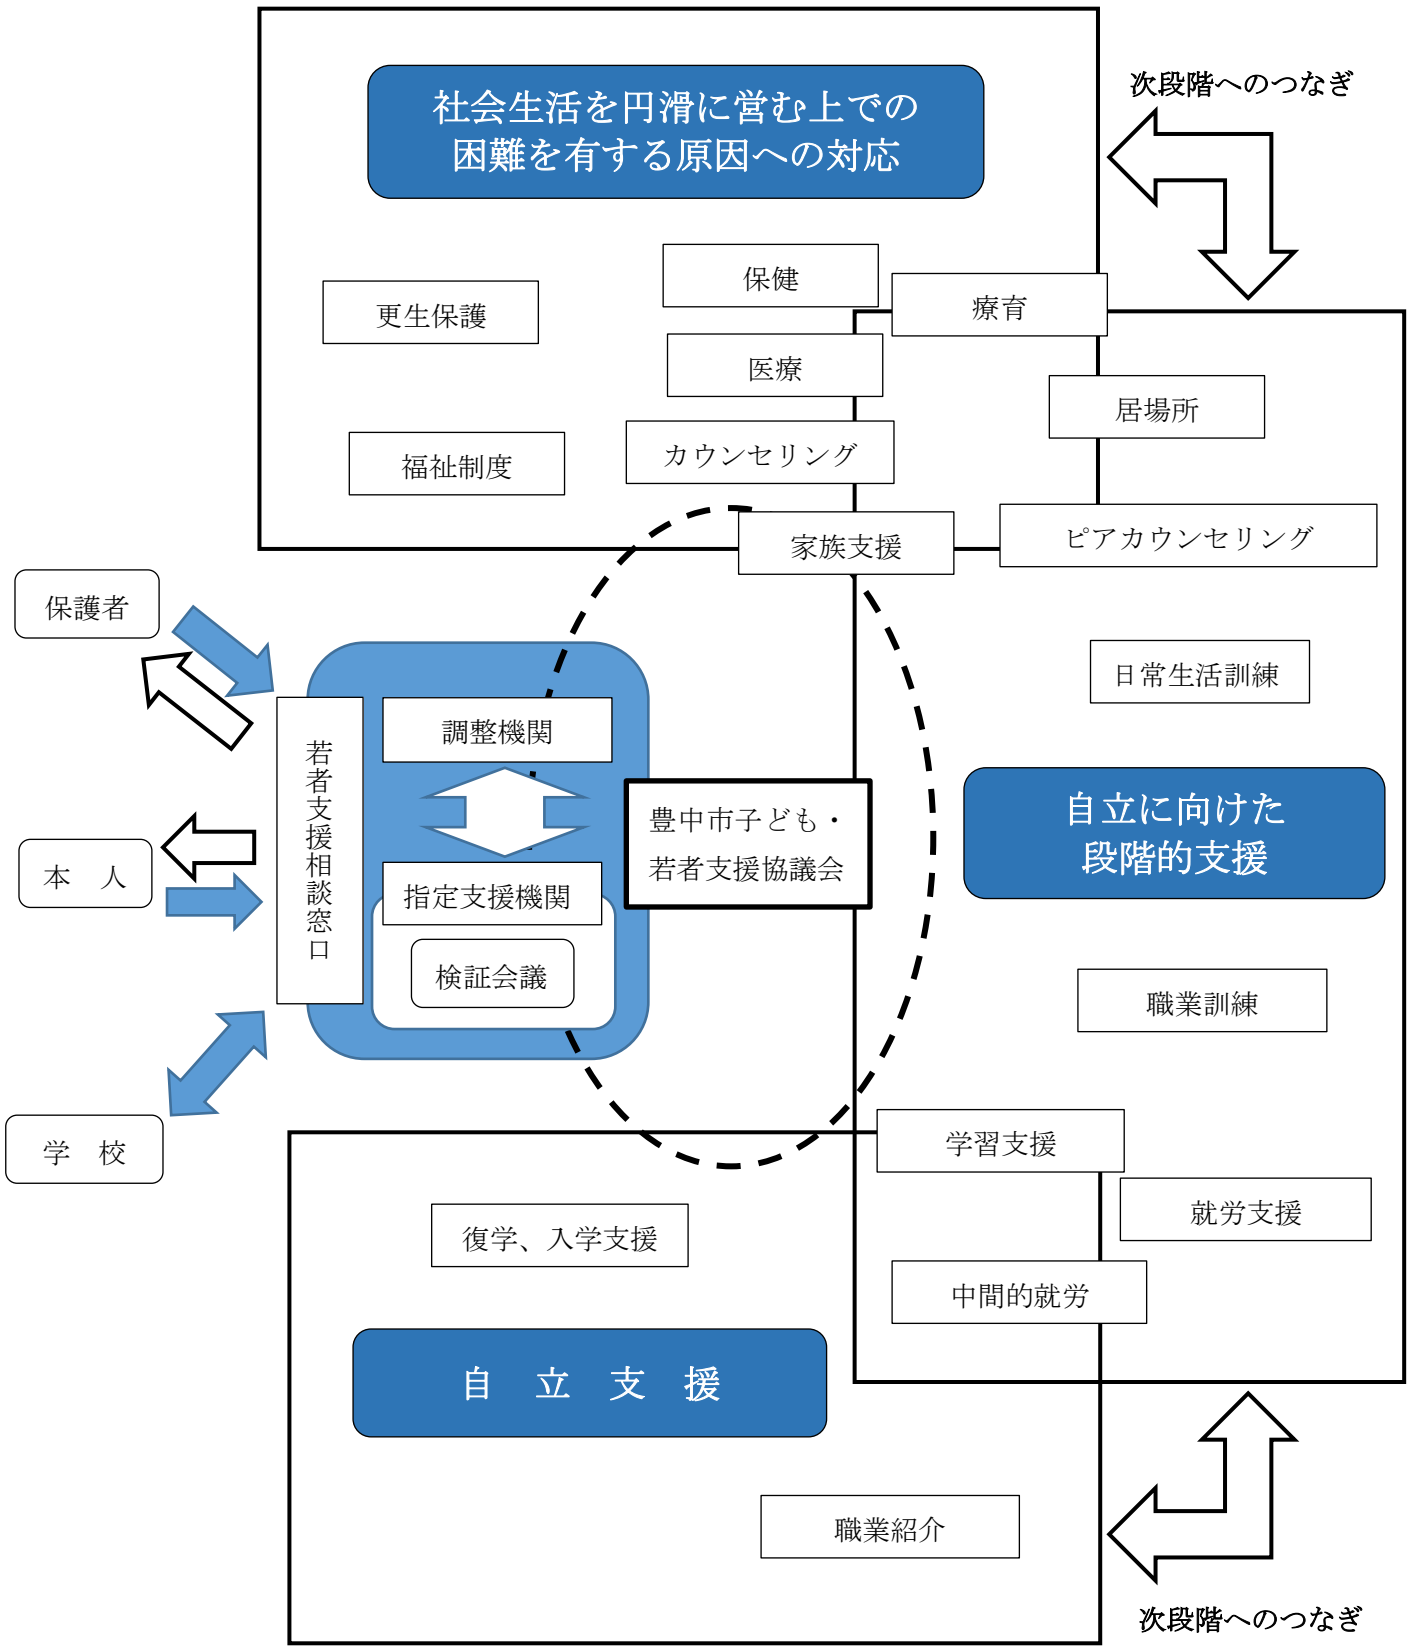 社会生活を円滑に営む上での
困難を有する原因への対応
次段階へのつなぎ
保健
療育
更生保護
医療
居場所
カウンセリング
福祉制度
家族支援
ピアカウンセリング
保護者
日常生活訓練
調整機関
若者支援相談窓口
豊中市子ども・
若者支援協議会
自立に向けた
段階的支援
本　人
指定支援機関
検証会議
職業訓練
学　校
学習支援
就労支援
復学、入学支援
中間的就労
自　立　支　援
職業紹介
次段階へのつなぎ